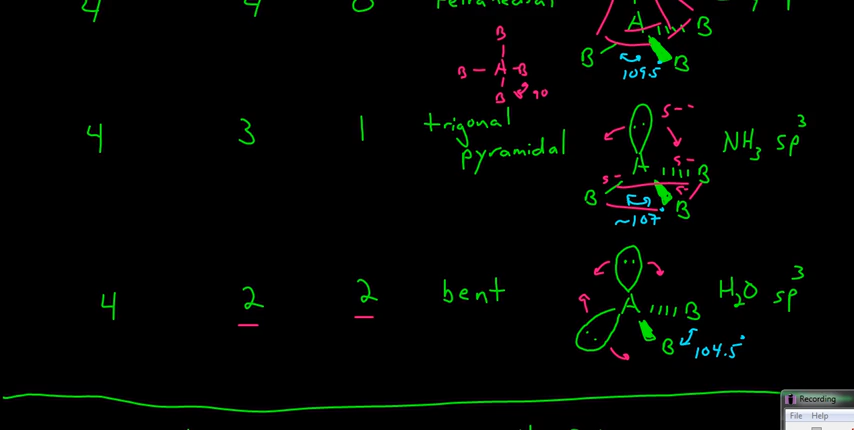 4 4 0 tetrahedral
A
B
B
B
109.5°
B
B - A - B
B 90
4 3 1 trigonal pyramidal NH₃ sp³
δ--
A
δ-
B
δ-
B
δ-
B
~107°
4 2 2 bent H₂O sp³
A
B
B
104.5°
Recording
File Help